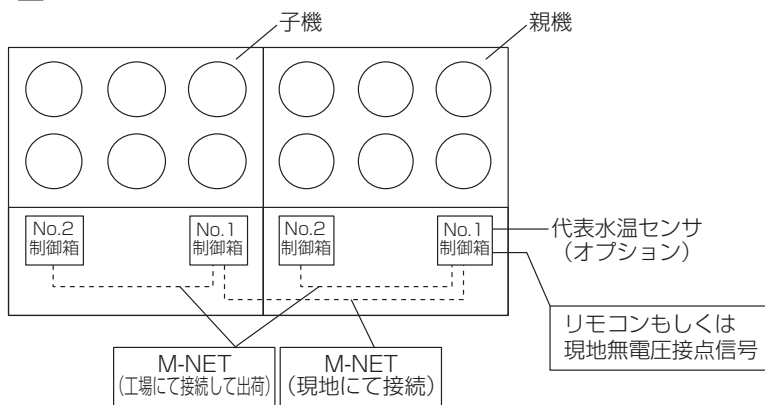 子機
親機
No.2
制御箱
No.1
制御箱
No.2
制御箱
No.1
制御箱
代表水温センサ
(オプション)
リモコンもしくは
現地無電圧接点信号
M-NET
(工場にて接続して出荷)
M-NET
(現地にて接続)